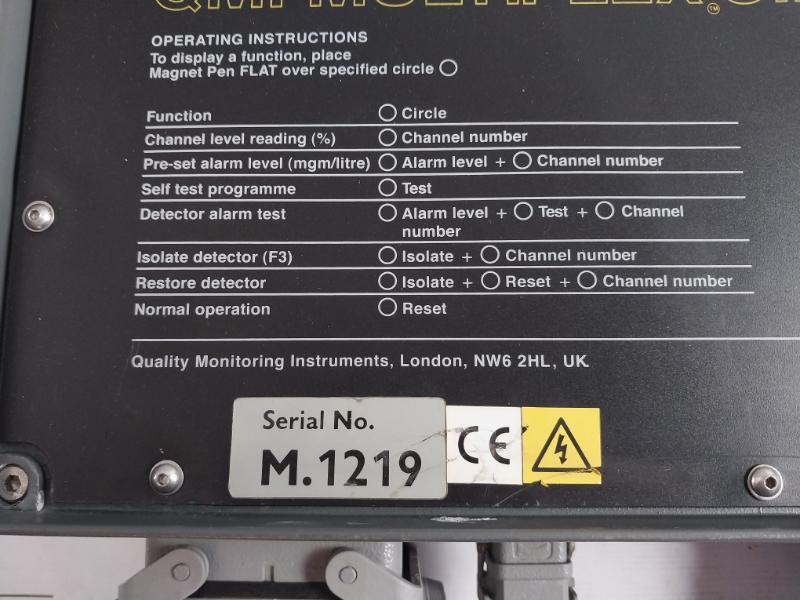 QMI MULTIPLEX
TM
OPERATING INSTRUCTIONS
To display a function, place
Magnet Pen FLAT over specified circle ◯
Function ◯ Circle
Channel level reading (%) ◯ Channel number
Pre-set alarm level (mgm/litre) ◯ Alarm level + ◯ Channel number
Self test programme ◯ Test
Detector alarm test ◯ Alarm level + ◯ Test + ◯ Channel
number
Isolate detector (F3) ◯ Isolate + ◯ Channel number
Restore detector ◯ Isolate + ◯ Reset + ◯ Channel number
Normal operation ◯ Reset
Quality Monitoring Instruments, London, NW6 2HL, UK
Serial No.
M.1219
CE